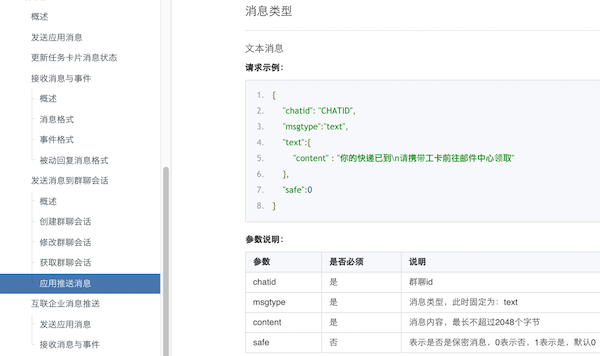 概述
发送应用消息
更新任务卡片消息状态
接收消息与事件
概述
消息格式
事件格式
被动回复消息格式
发送消息到群聊会话
概述
创建群聊会话
修改群聊会话
获取群聊会话
应用推送消息
互联企业消息推送
发送应用消息
接收消息与事件
消息类型
文本消息
请求示例：
1. {
2. "chatid": "CHATID",
3. "msgtype":"text",
4. "text":{
5. "content" : "你的快递已到\n请携带工卡前往邮件中心领取"
6. },
7. "safe":0
8. }
参数说明：
参数 是否必须 说明
chatid 是 群聊id
msgtype 是 消息类型，此时固定为：text
content 是 消息内容，最长不超过2048个字节
safe 否 表示是否是保密消息，0表示否，1表示是，默认0